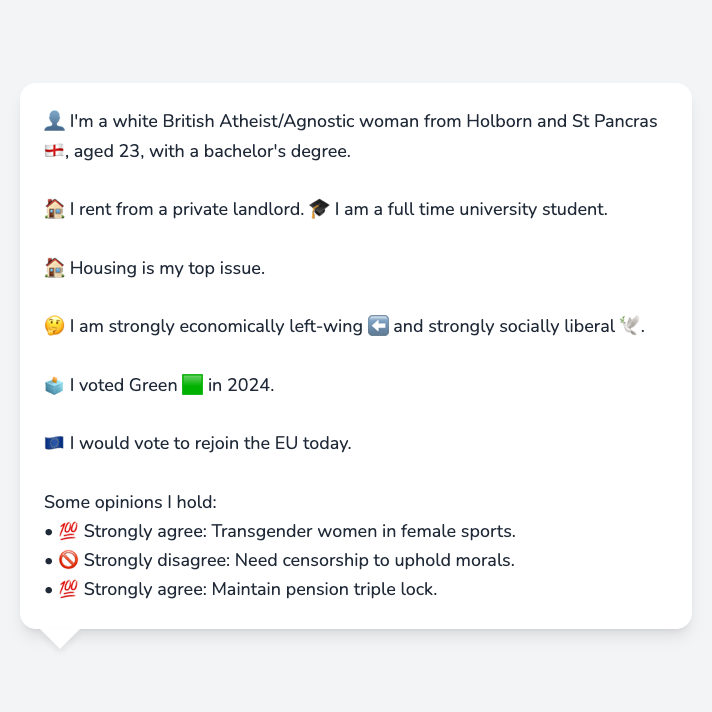 👤 I'm a white British Atheist/Agnostic woman from Holborn and St Pancras
🏴󠁧󠁢󠁥󠁮󠁧󠁿, aged 23, with a bachelor's degree.
🏠 I rent from a private landlord. 🎓 I am a full time university student.
🏠 Housing is my top issue.
🤔 I am strongly economically left-wing ⬅️ and strongly socially liberal 🕊️.
🗳️ I voted Green 🟩 in 2024.
🇪🇺 I would vote to rejoin the EU today.
Some opinions I hold:
• 💯 Strongly agree: Transgender women in female sports.
• 🚫 Strongly disagree: Need censorship to uphold morals.
• 💯 Strongly agree: Maintain pension triple lock.